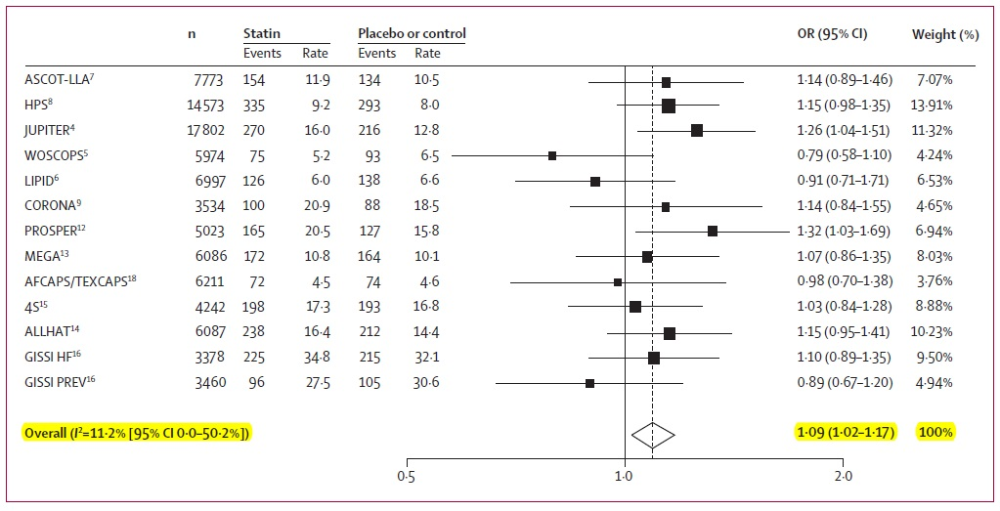 n Statin Placebo or control OR (95% CI) Weight (%)
Events Rate Events Rate
ASCOT-LLA⁷ 7773 154 11·9 134 10·5 1·14 (0·89–1·46) 7·07%
HPS⁸ 14573 335 9·2 293 8·0 1·15 (0·98–1·35) 13·91%
JUPITER⁴ 17802 270 16·0 216 12·8 1·26 (1·04–1·51) 11·32%
WOSCOPS⁵ 5974 75 5·2 93 6·5 0·79 (0·58–1·10) 4·24%
LIPID⁶ 6997 126 6·0 138 6·6 0·91 (0·71–1·71) 6·53%
CORONA⁹ 3534 100 20·9 88 18·5 1·14 (0·84–1·55) 4·65%
PROSPER¹² 5023 165 20·5 127 15·8 1·32 (1·03–1·69) 6·94%
MEGA¹³ 6086 172 10·8 164 10·1 1·07 (0·86–1·35) 8·03%
AFCAPS/TEXCAPS¹⁸ 6211 72 4·5 74 4·6 0·98 (0·70–1·38) 3·76%
4S¹⁵ 4242 198 17·3 193 16·8 1·03 (0·84–1·28) 8·88%
ALLHAT¹⁴ 6087 238 16·4 212 14·4 1·15 (0·95–1·41) 10·23%
GISSI HF¹⁶ 3378 225 34·8 215 32·1 1·10 (0·89–1·35) 9·50%
GISSI PREV¹⁶ 3460 96 27·5 105 30·6 0·89 (0·67–1·20) 4·94%
Overall (I²=11·2% [95% CI 0·0–50·2%]) 1·09 (1·02–1·17) 100%
0·5 1·0 2·0